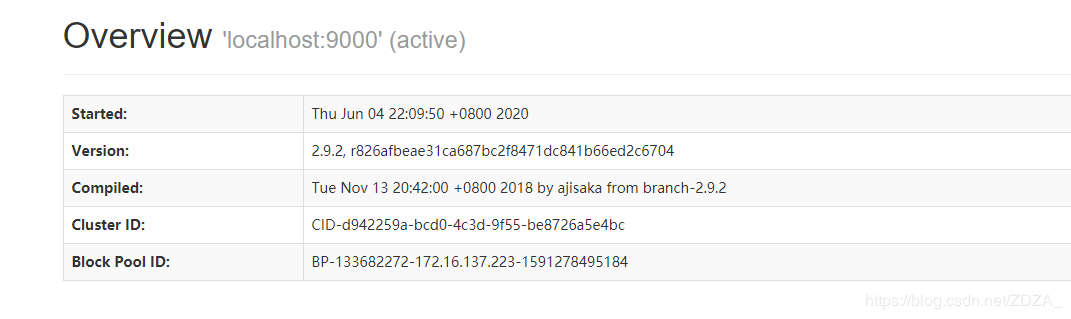 Overview 'localhost:9000' (active)
Started: Thu Jun 04 22:09:50 +0800 2020
Version: 2.9.2, r826afbeae31ca687bc2f8471dc841b66ed2c6704
Compiled: Tue Nov 13 20:42:00 +0800 2018 by ajisaka from branch-2.9.2
Cluster ID: CID-d942259a-bcd0-4c3d-9f55-be8726a5e4bc
Block Pool ID: BP-133682272-172.16.137.223-1591278495184
https://blog.csdn.net/ZDZA_